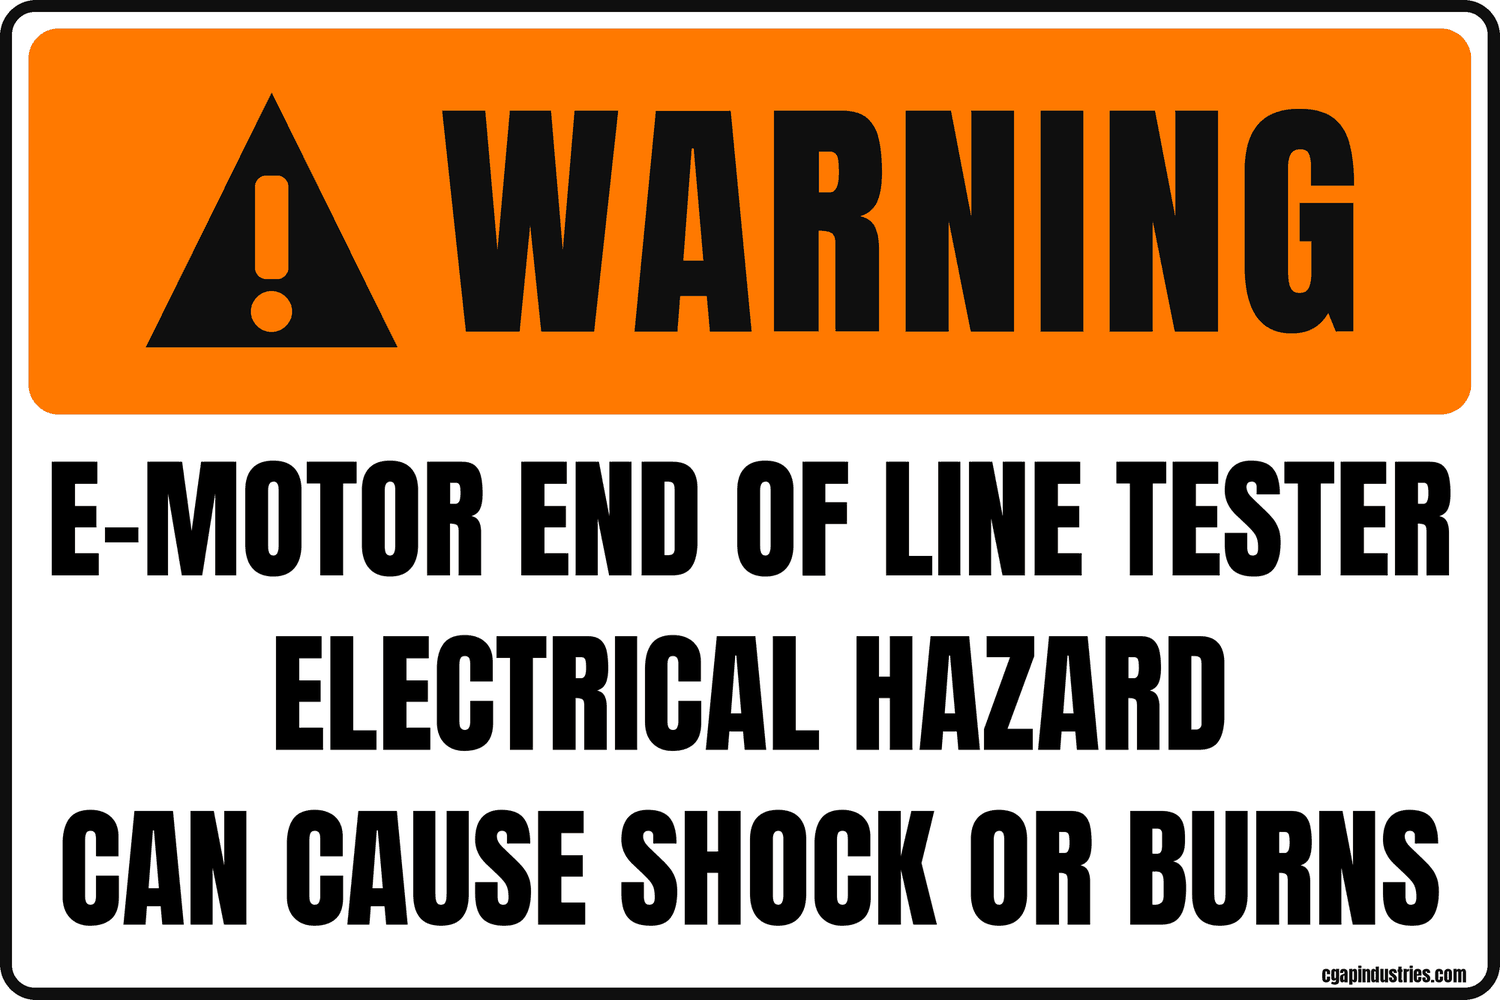 WARNING
E-MOTOR END OF LINE TESTER
ELECTRICAL HAZARD
CAN CAUSE SHOCK OR BURNS
cgapindustries.com